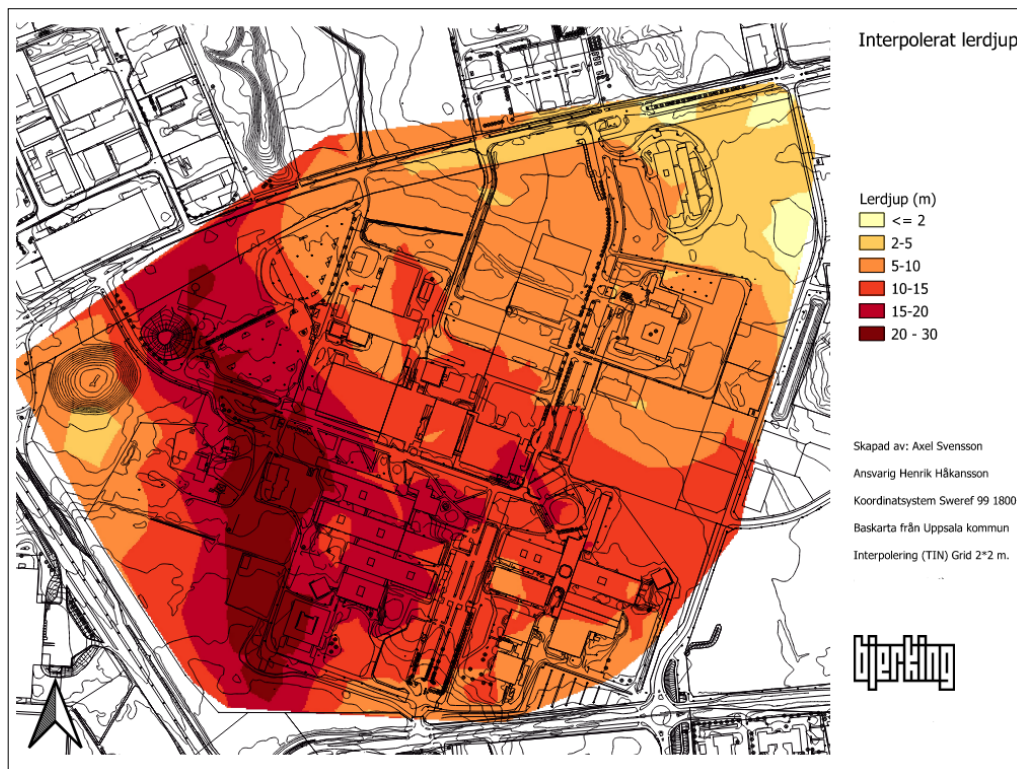 Interpolerat lerdjup
Lerdjup (m)
<= 2
2-5
5-10
10-15
15-20
20 - 30
Skapad av: Axel Svensson
Ansvarig Henrik Håkansson
Koordinatsystem Sweref 99 1800
Baskarta från Uppsala kommun
Interpolering (TIN) Grid 2*2 m.
bjerking